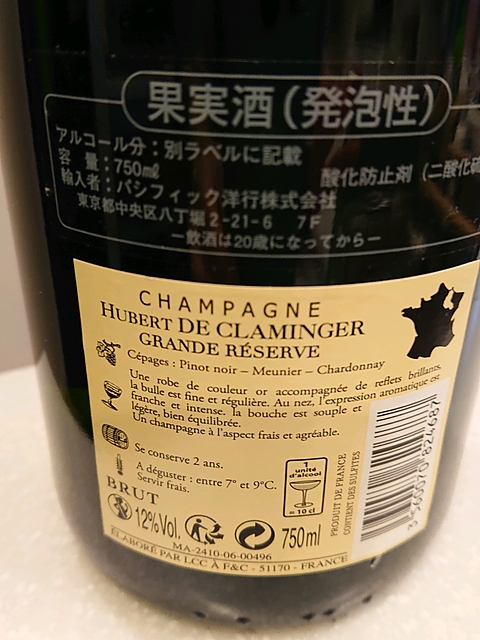 果実酒(発泡性)
アルコール分:別ラベルに記載
容量:750mℓ 酸化防止剤(二酸化硫
輸入者:パシフィック洋行株式会社
東京都中央区八丁堀2-21-6 7F
ー飲酒は20歳になってからー
CHAMPAGNE
HUBERT DE CLAMINGER
GRANDE RÉSERVE
Cépages : Pinot noir – Meunier – Chardonnay
Une robe de couleur or accompagnée de reflets brillants.
la bulle est fine et régulière. Au nez, l'expression aromatique est
franche et intense. la bouche est souple et
légère, bien équilibrée.
Un champagne à l'aspect frais et agréable.
Se conserve 2 ans.
A déguster : entre 7° et 9°C.
Servir frais.
1
unité
d'alcool
= 10 cl
BRUT
12%Vol.
750ml
PRODUIT DE FRANCE
CONTIENT DES SULFITES
MA-2410-06-00496
ÉLABORÉ PAR LCC À F&C - 51170 - FRANCE